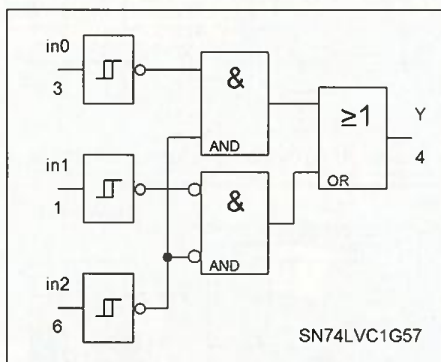 in0
3
&
AND
≥1
Y
4
OR
in1
1
&
AND
in2
6
SN74LVC1G57